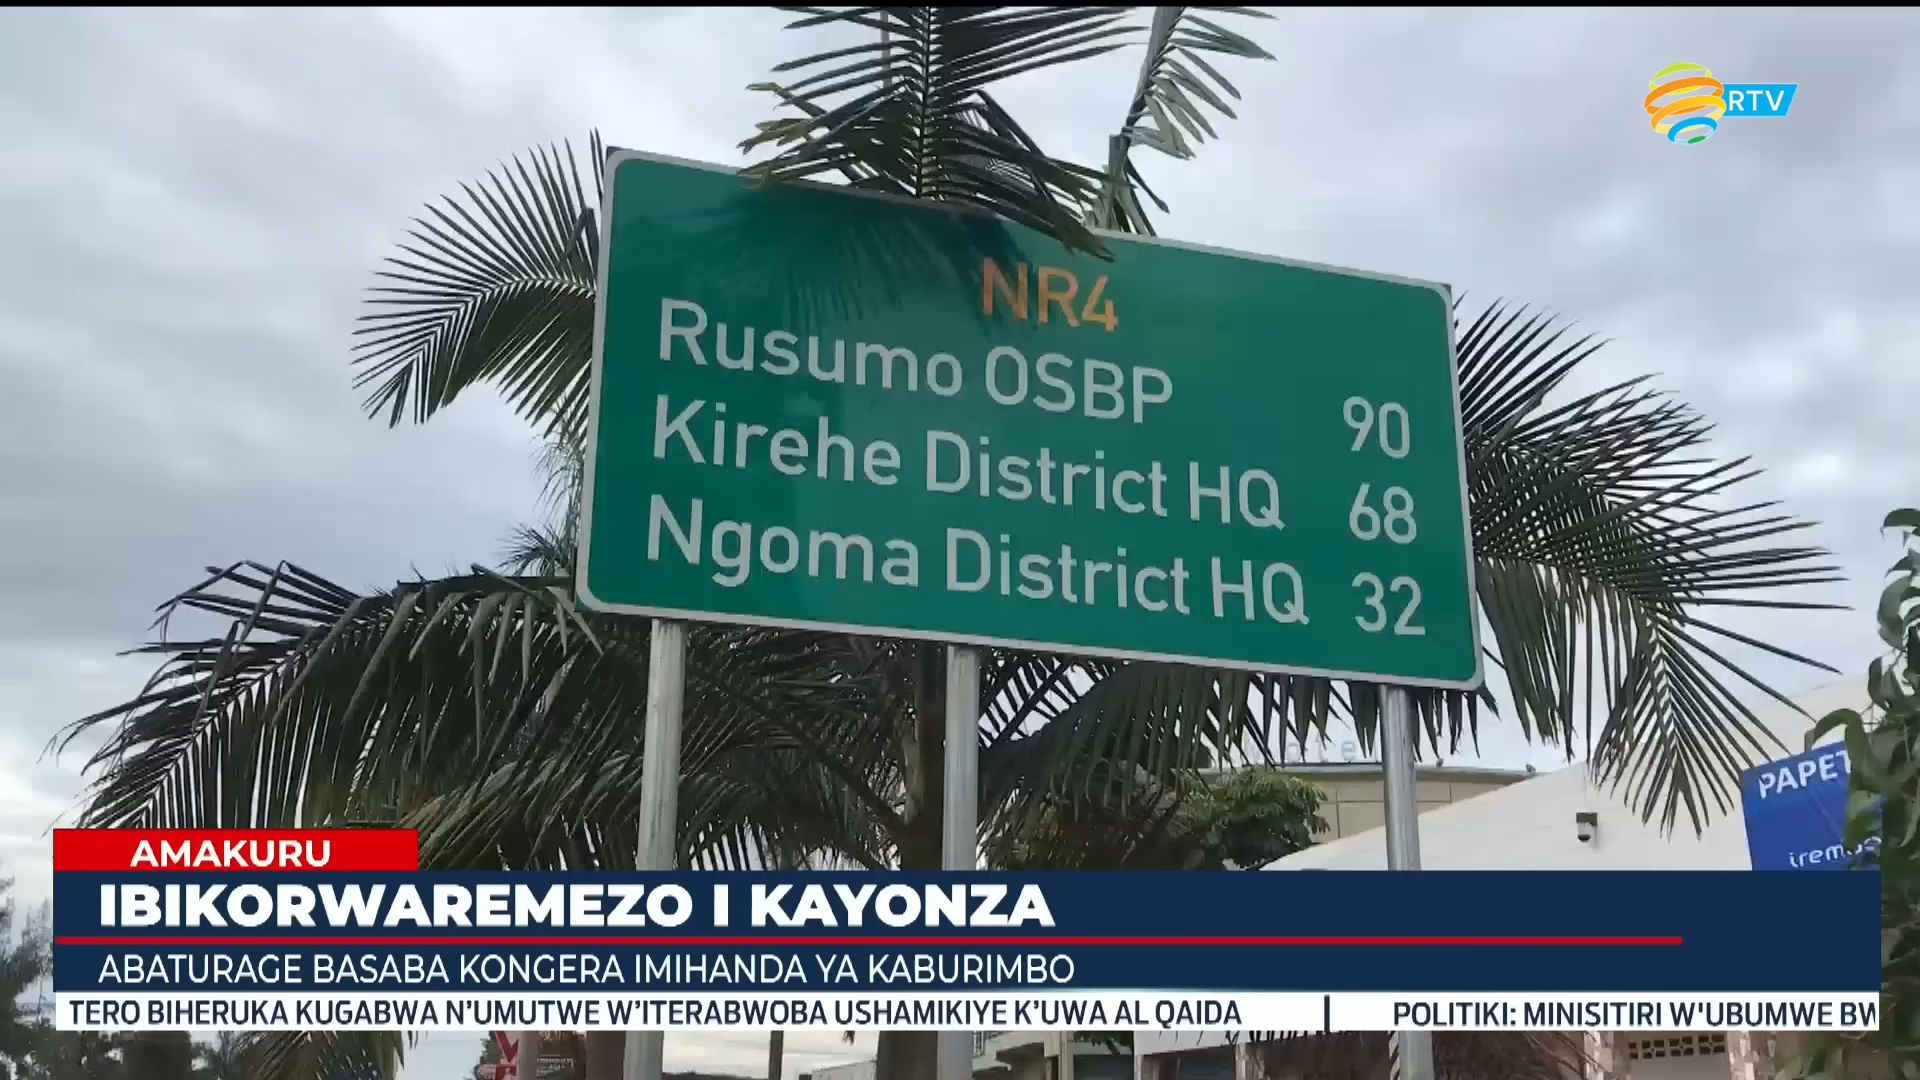 RTV
NR4
Rusumo OSBP 90
Kirehe District HQ 68
Ngoma District HQ 32
PAPET
AMAKURU
IBIKORWAREMEZO I KAYONZA
ABATURAGE BASABA KONGERA IMIHANDA YA KABURIMBO
TERO BIHERUKA KUGABWA N'UMUTWE W'ITERABWOBA USHAMIKIYE K'UWA AL QAIDA | POLITIKI: MINISITIRI W'UBUMWE BW